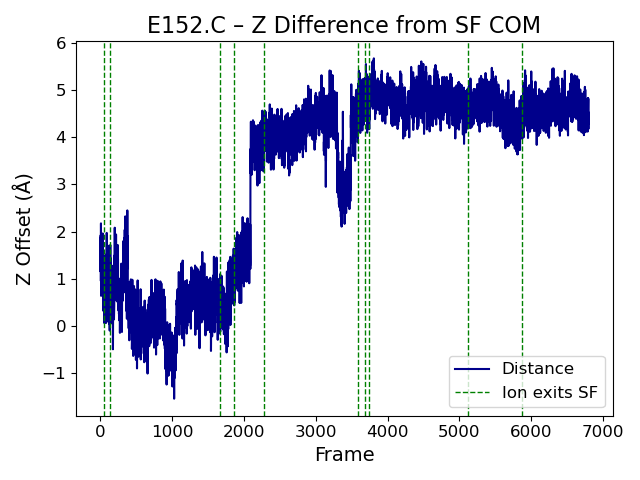 E152.C – Z Difference from SF COM
Z Offset (Å)
6
5
4
3
2
1
0
−1
0 1000 2000 3000 4000 5000 6000 7000
Frame
Distance
Ion exits SF